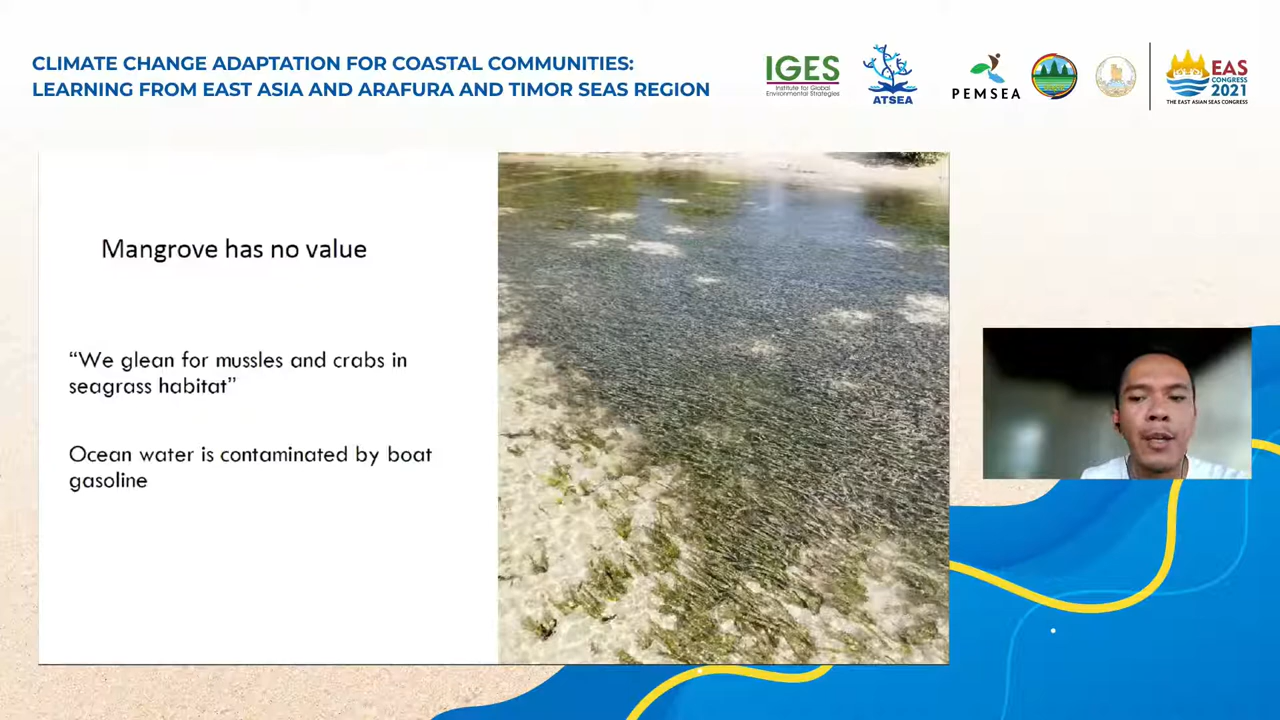 CLIMATE CHANGE ADAPTATION FOR COASTAL COMMUNITIES:
LEARNING FROM EAST ASIA AND ARAFURA AND TIMOR SEAS REGION
IGES
Institute for Global
Environmental Strategies
ATSEA
PEMSEA
EAS
CONGRESS
2021
THE EAST ASIAN SEAS CONGRESS
Mangrove has no value
“We glean for mussles and crabs in
seagrass habitat”
Ocean water is contaminated by boat
gasoline